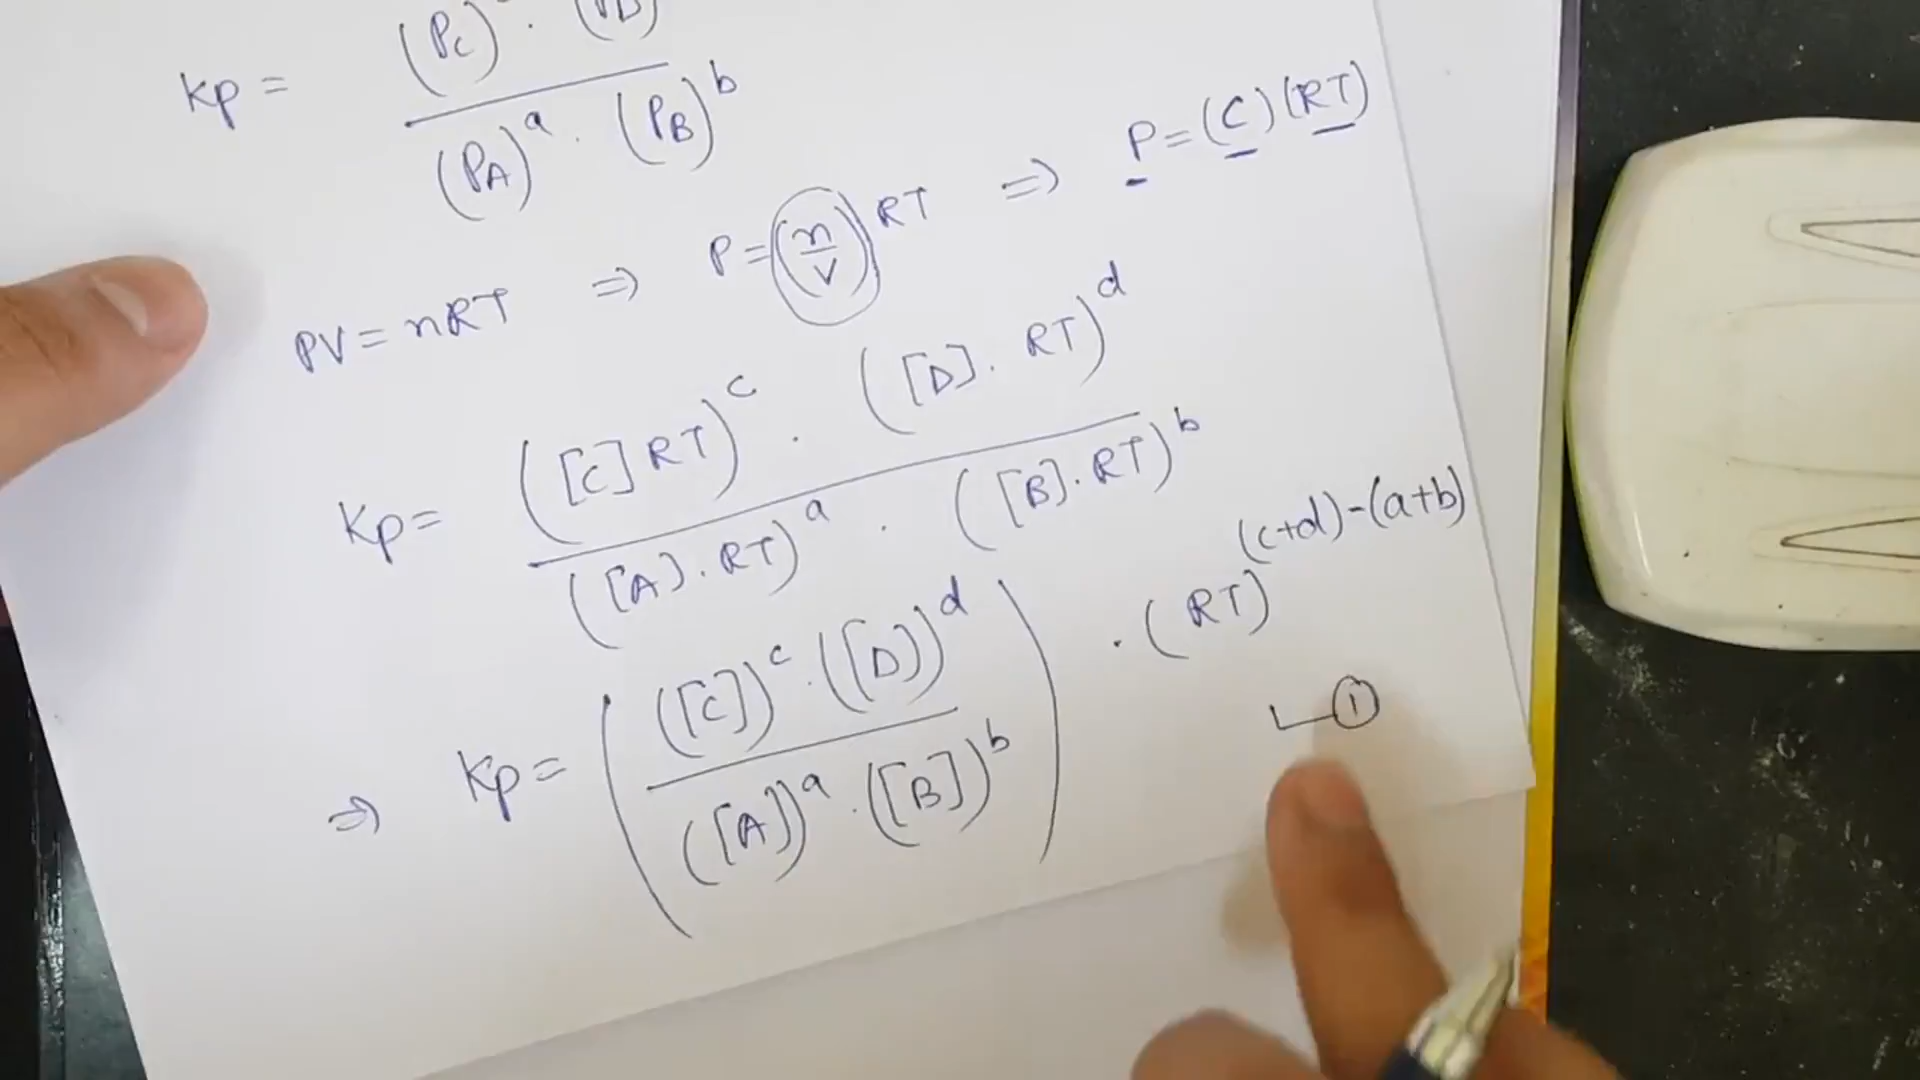 (Pc) . (PD)
kp = ————
(PA)^a . (PB)^b
PV = nRT ⇒ P = (n/V) RT ⇒ P = (C)(RT)
Kp = ([C] RT)^c . ([D] . RT)^d
([A] . RT)^a . ([B] . RT)^b
⇒ Kp = (([C])^c . ([D])^d / ([A])^a . ([B])^b) . (RT)^(c+d)-(a+b)
①